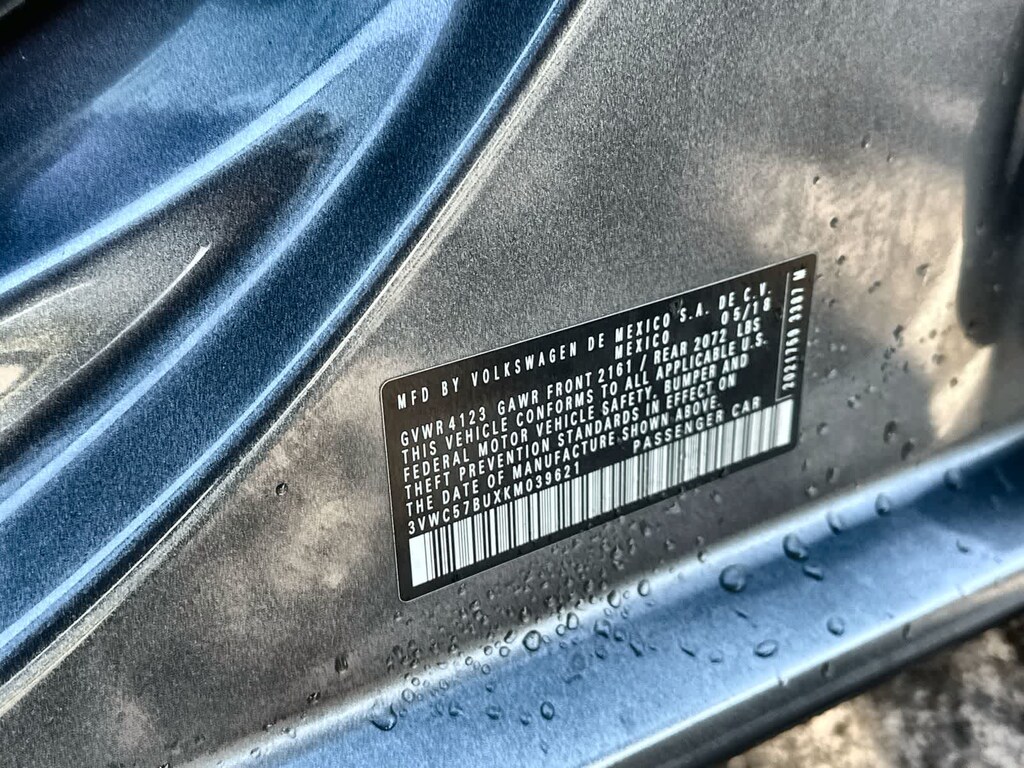 MFD BY VOLKSWAGEN DE MEXICO S.A. DE C.V.
MEXICO 05/18
GVWR 4123 GAWR FRONT 2161 / REAR 2072 LBS
THIS VEHICLE CONFORMS TO ALL APPLICABLE U.S.
FEDERAL MOTOR VEHICLE SAFETY, BUMPER AND
THEFT PREVENTION STANDARDS IN EFFECT ON
THE DATE OF MANUFACTURE SHOWN ABOVE.
3VWC57BUXKM039621 PASSENGER CAR
2021760 3307 M